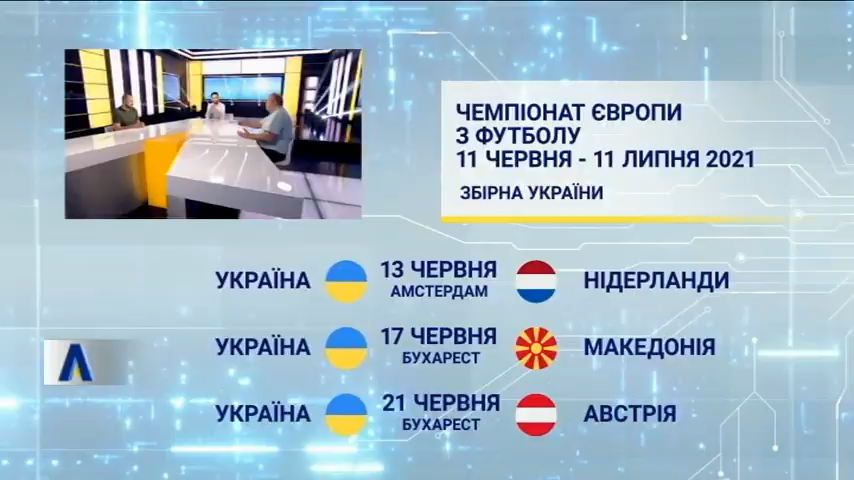 ЧЕМПІОНАТ ЄВРОПИ
З ФУТБОЛУ
11 ЧЕРВНЯ - 11 ЛИПНЯ 2021
ЗБІРНА УКРАЇНИ
УКРАЇНА 13 ЧЕРВНЯ НІДЕРЛАНДИ
АМСТЕРДАМ
УКРАЇНА 17 ЧЕРВНЯ МАКЕДОНІЯ
БУХАРЕСТ
УКРАЇНА 21 ЧЕРВНЯ АВСТРІЯ
БУХАРЕСТ